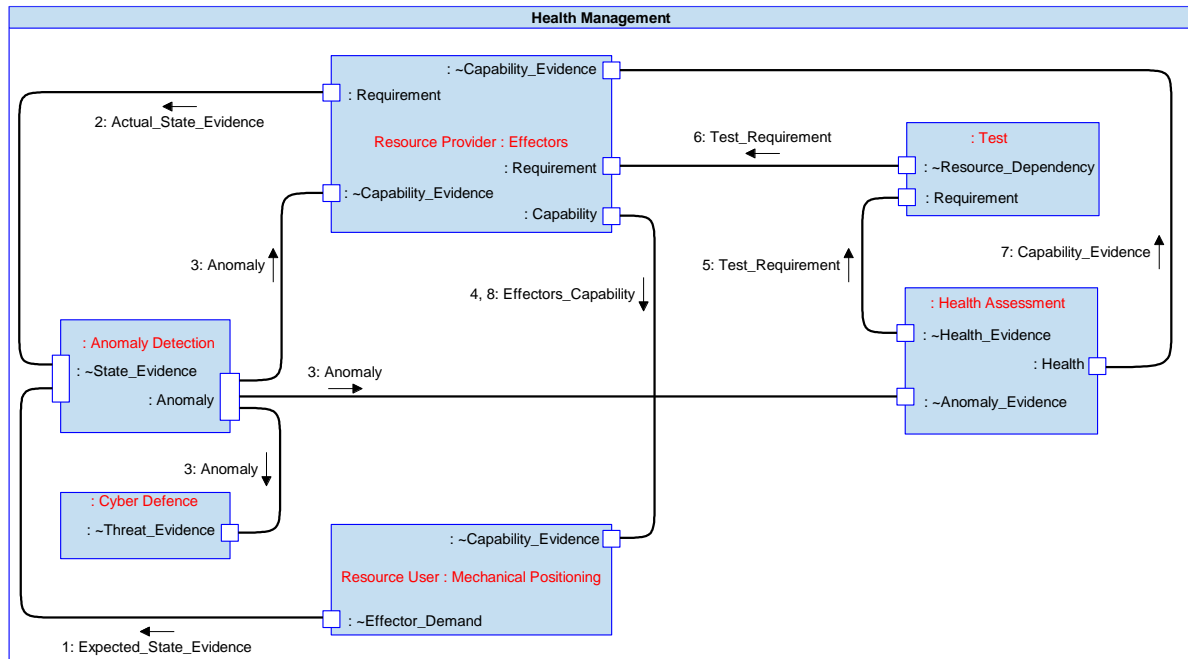 Health Management
: ~Capability_Evidence
: Requirement
2: Actual_State_Evidence
Resource Provider : Effectors
: Requirement
: ~Capability_Evidence
: Capability
6: Test_Requirement
: Test
: ~Resource_Dependency
: Requirement
3: Anomaly
4, 8: Effectors_Capability
5: Test_Requirement
7: Capability_Evidence
: Health Assessment
: ~Health_Evidence
: Health
: ~Anomaly_Evidence
: Anomaly Detection
: ~State_Evidence
: Anomaly
3: Anomaly
3: Anomaly
: Cyber Defence
: ~Threat_Evidence
: ~Capability_Evidence
Resource User : Mechanical Positioning
: ~Effector_Demand
1: Expected_State_Evidence